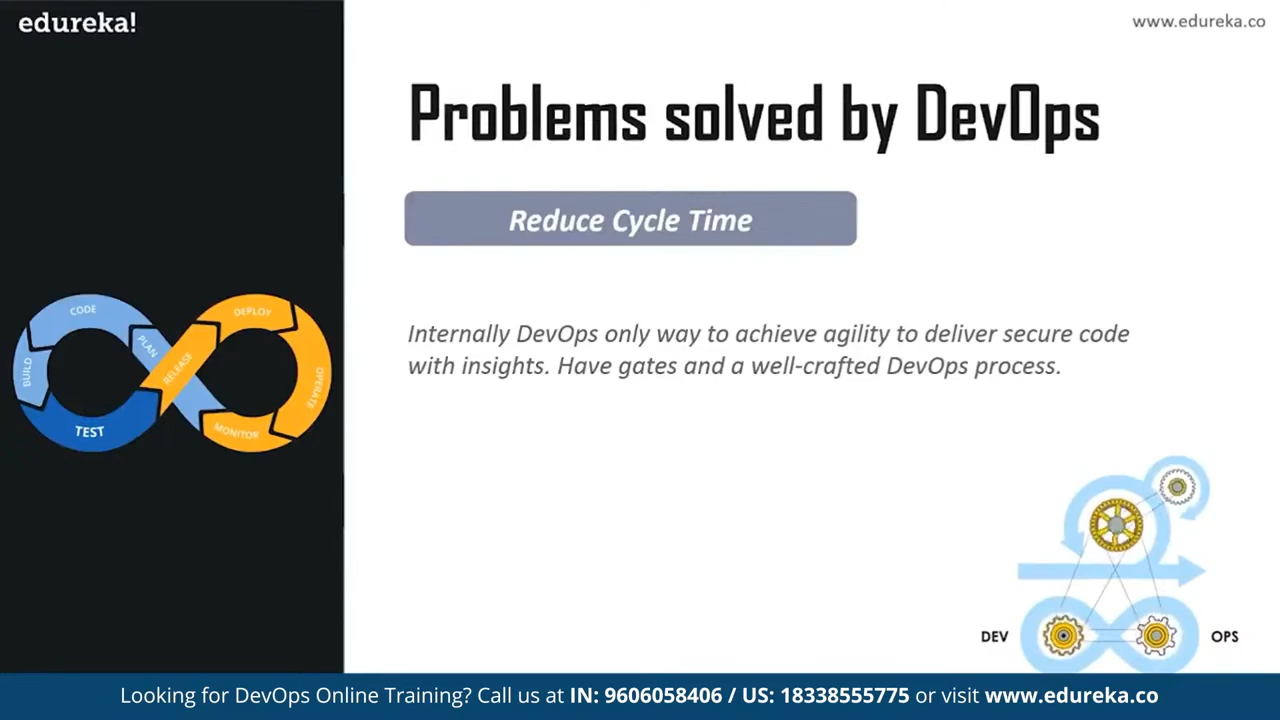 edureka!
www.edureka.co
Problems solved by DevOps
Reduce Cycle Time
Internally DevOps only way to achieve agility to deliver secure code
with insights. Have gates and a well-crafted DevOps process.
CODE
DEPLOY
PLAN
BUILD
RELEASE
OPERATE
TEST
MONITOR
DEV
OPS
Looking for DevOps Online Training? Call us at IN: 9606058406 / US: 18338555775 or visit www.edureka.co